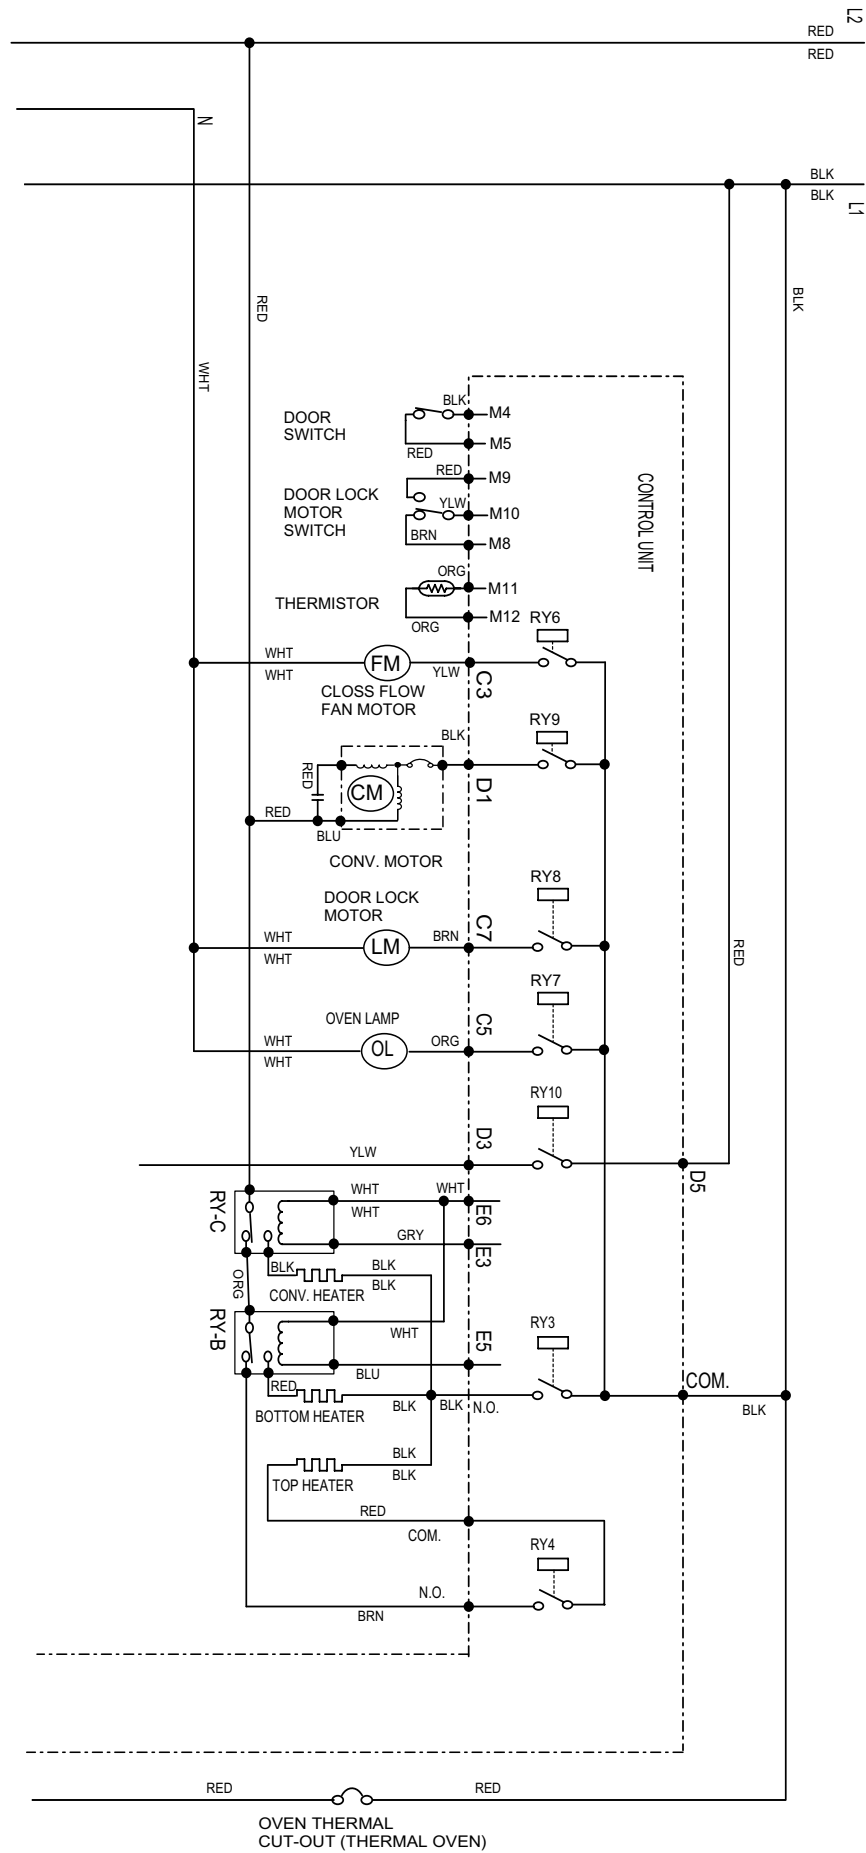 L2
RED
RED
N
BLK
BLK
L1
RED
BLK
WHT
DOOR
SWITCH
BLK
M4
RED
M5
CONTROL UNIT
DOOR LOCK
MOTOR
SWITCH
RED
M9
YLW
M10
BRN
M8
THERMISTOR
ORG
M11
ORG
M12
RY6
WHT
WHT
FM
YLW
C3
CLOSS FLOW
FAN MOTOR
RY9
BLK
RED
CM
D1
RED
BLU
CONV. MOTOR
RY8
DOOR LOCK
MOTOR
WHT
WHT
LM
BRN
C7
RED
RY7
OVEN LAMP
WHT
WHT
OL
ORG
C5
RY10
YLW
D3
D5
RY-C
WHT
WHT
WHT
E6
GRY
E3
BLK
BLK
BLK
CONV. HEATER
ORG
RY-B
WHT
E5
RY3
BLU
RED
BLK
BLK
N.O.
COM.
BLK
BOTTOM HEATER
BLK
BLK
TOP HEATER
RED
COM.
RY4
N.O.
BRN
RED
RED
OVEN THERMAL
CUT-OUT (THERMAL OVEN)